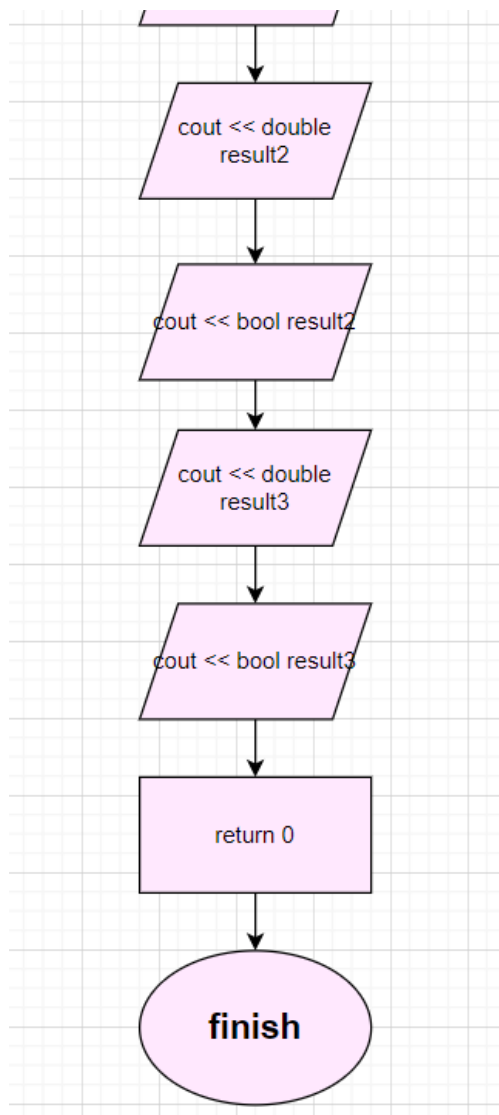 cout << double
result2
cout << bool result2
cout << double
result3
cout << bool result3
return 0
finish